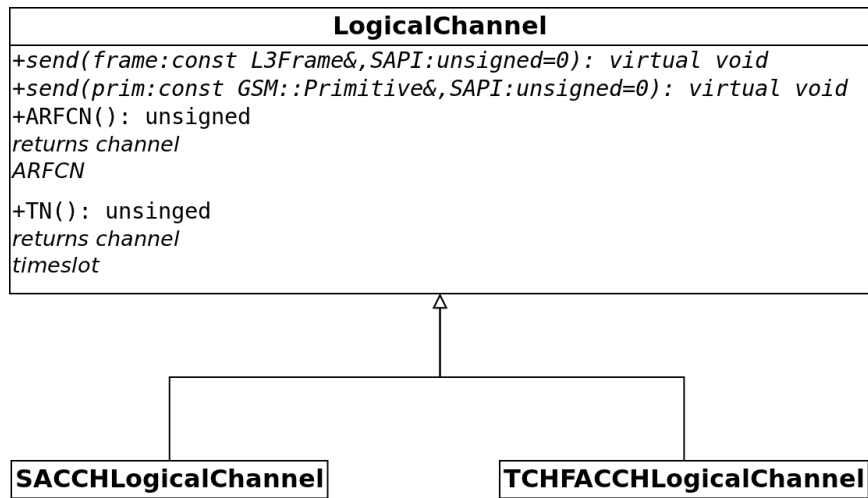 LogicalChannel
+send(frame:const L3Frame&,SAPI:unsigned=0): virtual void
+send(prim:const GSM::Primitive&,SAPI:unsigned=0): virtual void
+ARFCN(): unsigned
returns channel
ARFCN
+TN(): unsinged
returns channel
timeslot
SACCHLogicalChannel
TCHFACCHLogicalChannel